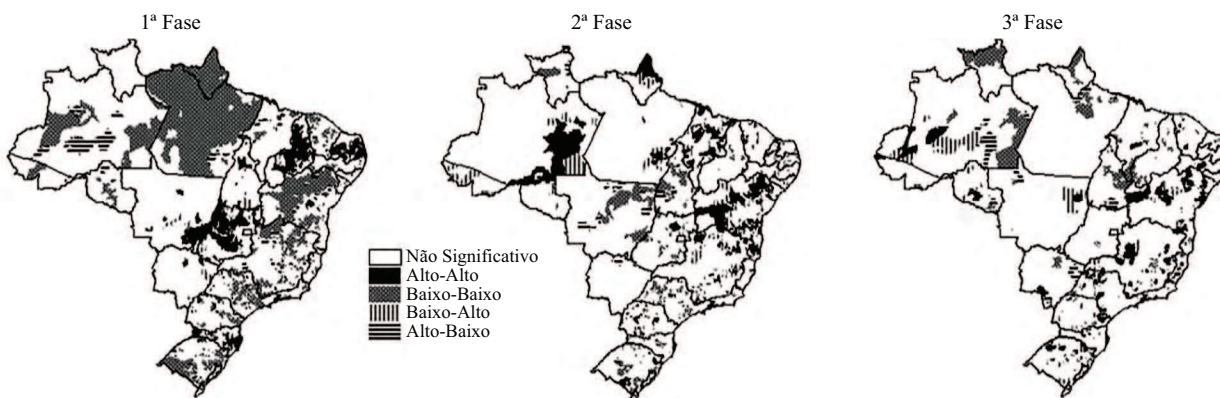 1ª Fase
2ª Fase
3ª Fase
Não Significativo
Alto-Alto
Baixo-Baixo
Baixo-Alto
Alto-Baixo